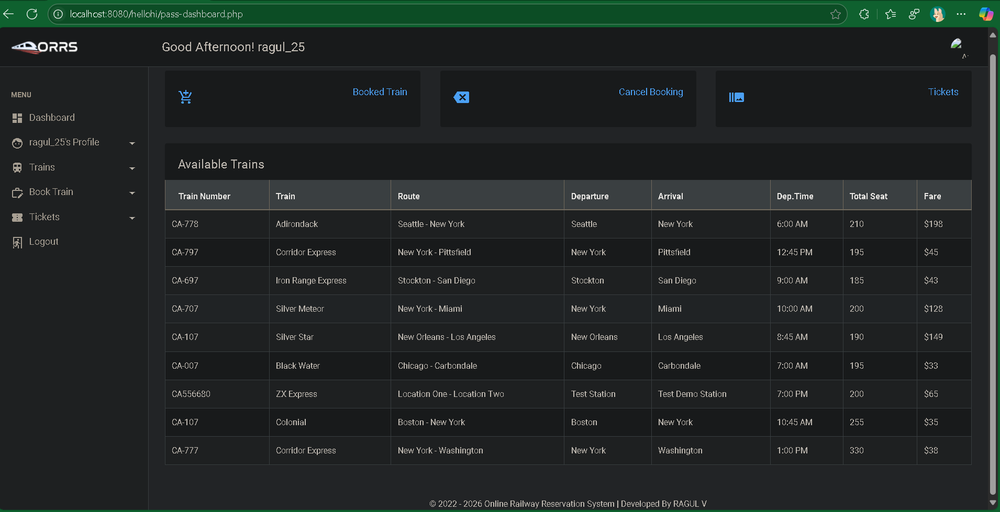 localhost:8080/hellohi/pass-dashboard.php
ORRS
Good Afternoon! ragul_25
MENU
Dashboard
ragul_25's Profile
Trains
Book Train
Tickets
Logout
Booked Train
Cancel Booking
Tickets
Available Trains
Train Number Train Route Departure Arrival Dep.Time Total Seat Fare
CA-778 Adirondack Seattle - New York Seattle New York 6:00 AM 210 $198
CA-797 Corridor Express New York - Pittsfield New York Pittsfield 12:45 PM 195 $45
CA-697 Iron Range Express Stockton - San Diego Stockton San Diego 9:00 AM 185 $43
CA-707 Silver Meteor New York - Miami New York Miami 10:00 AM 200 $128
CA-107 Silver Star New Orleans - Los Angeles New Orleans Los Angeles 8:45 AM 190 $149
CA-007 Black Water Chicago - Carbondale Chicago Carbondale 7:00 AM 195 $33
CA556680 ZX Express Location One - Location Two Test Station Test Demo Station 7:00 PM 200 $65
CA-107 Colonial Boston - New York Boston New York 10:45 AM 255 $35
CA-777 Corridor Express New York - Washington New York Washington 1:00 PM 330 $38
© 2022 - 2026 Online Railway Reservation System | Developed By RAGUL V